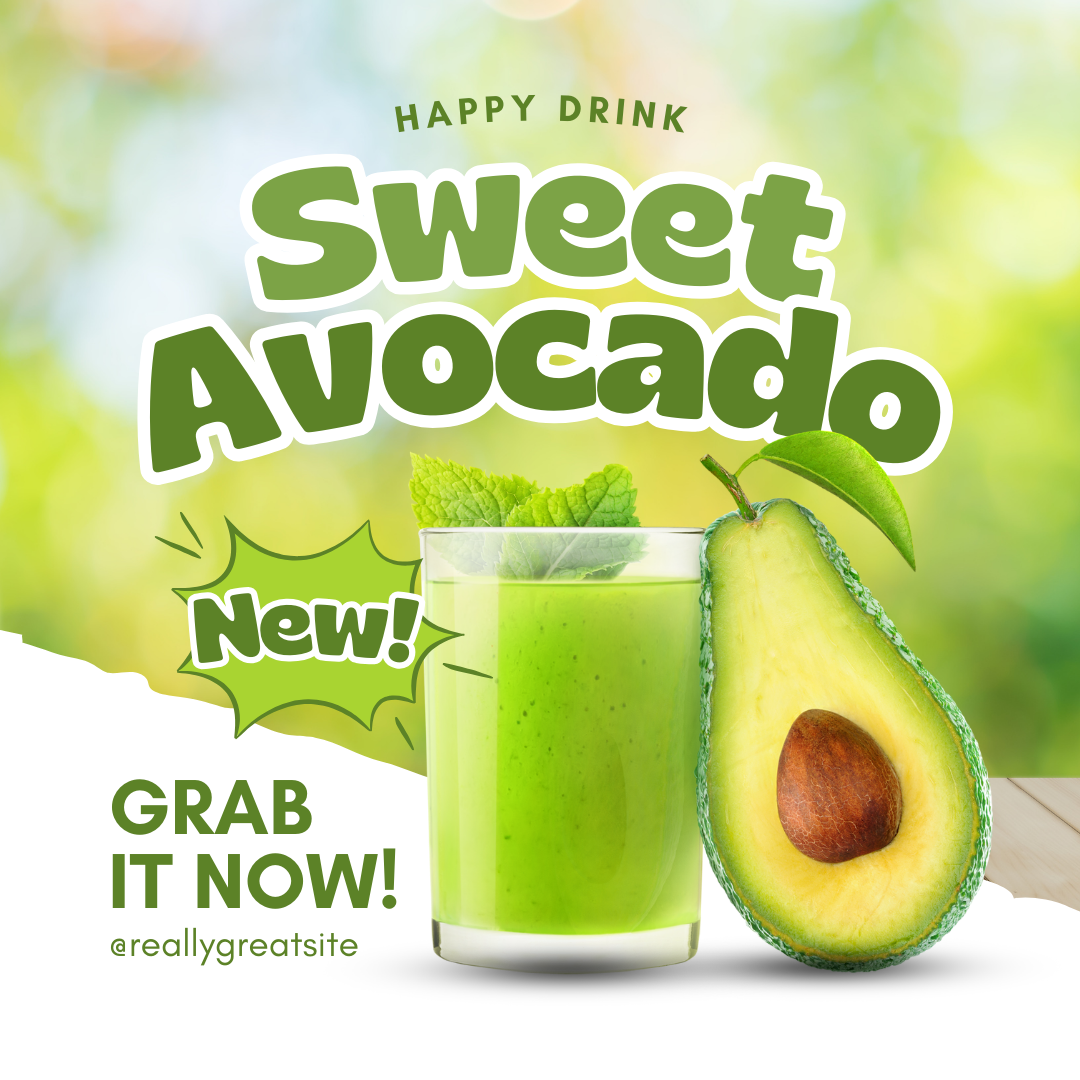 HAPPY DRINK
Sweet
Avocado
New!
GRAB
IT NOW!
@reallygreatsite